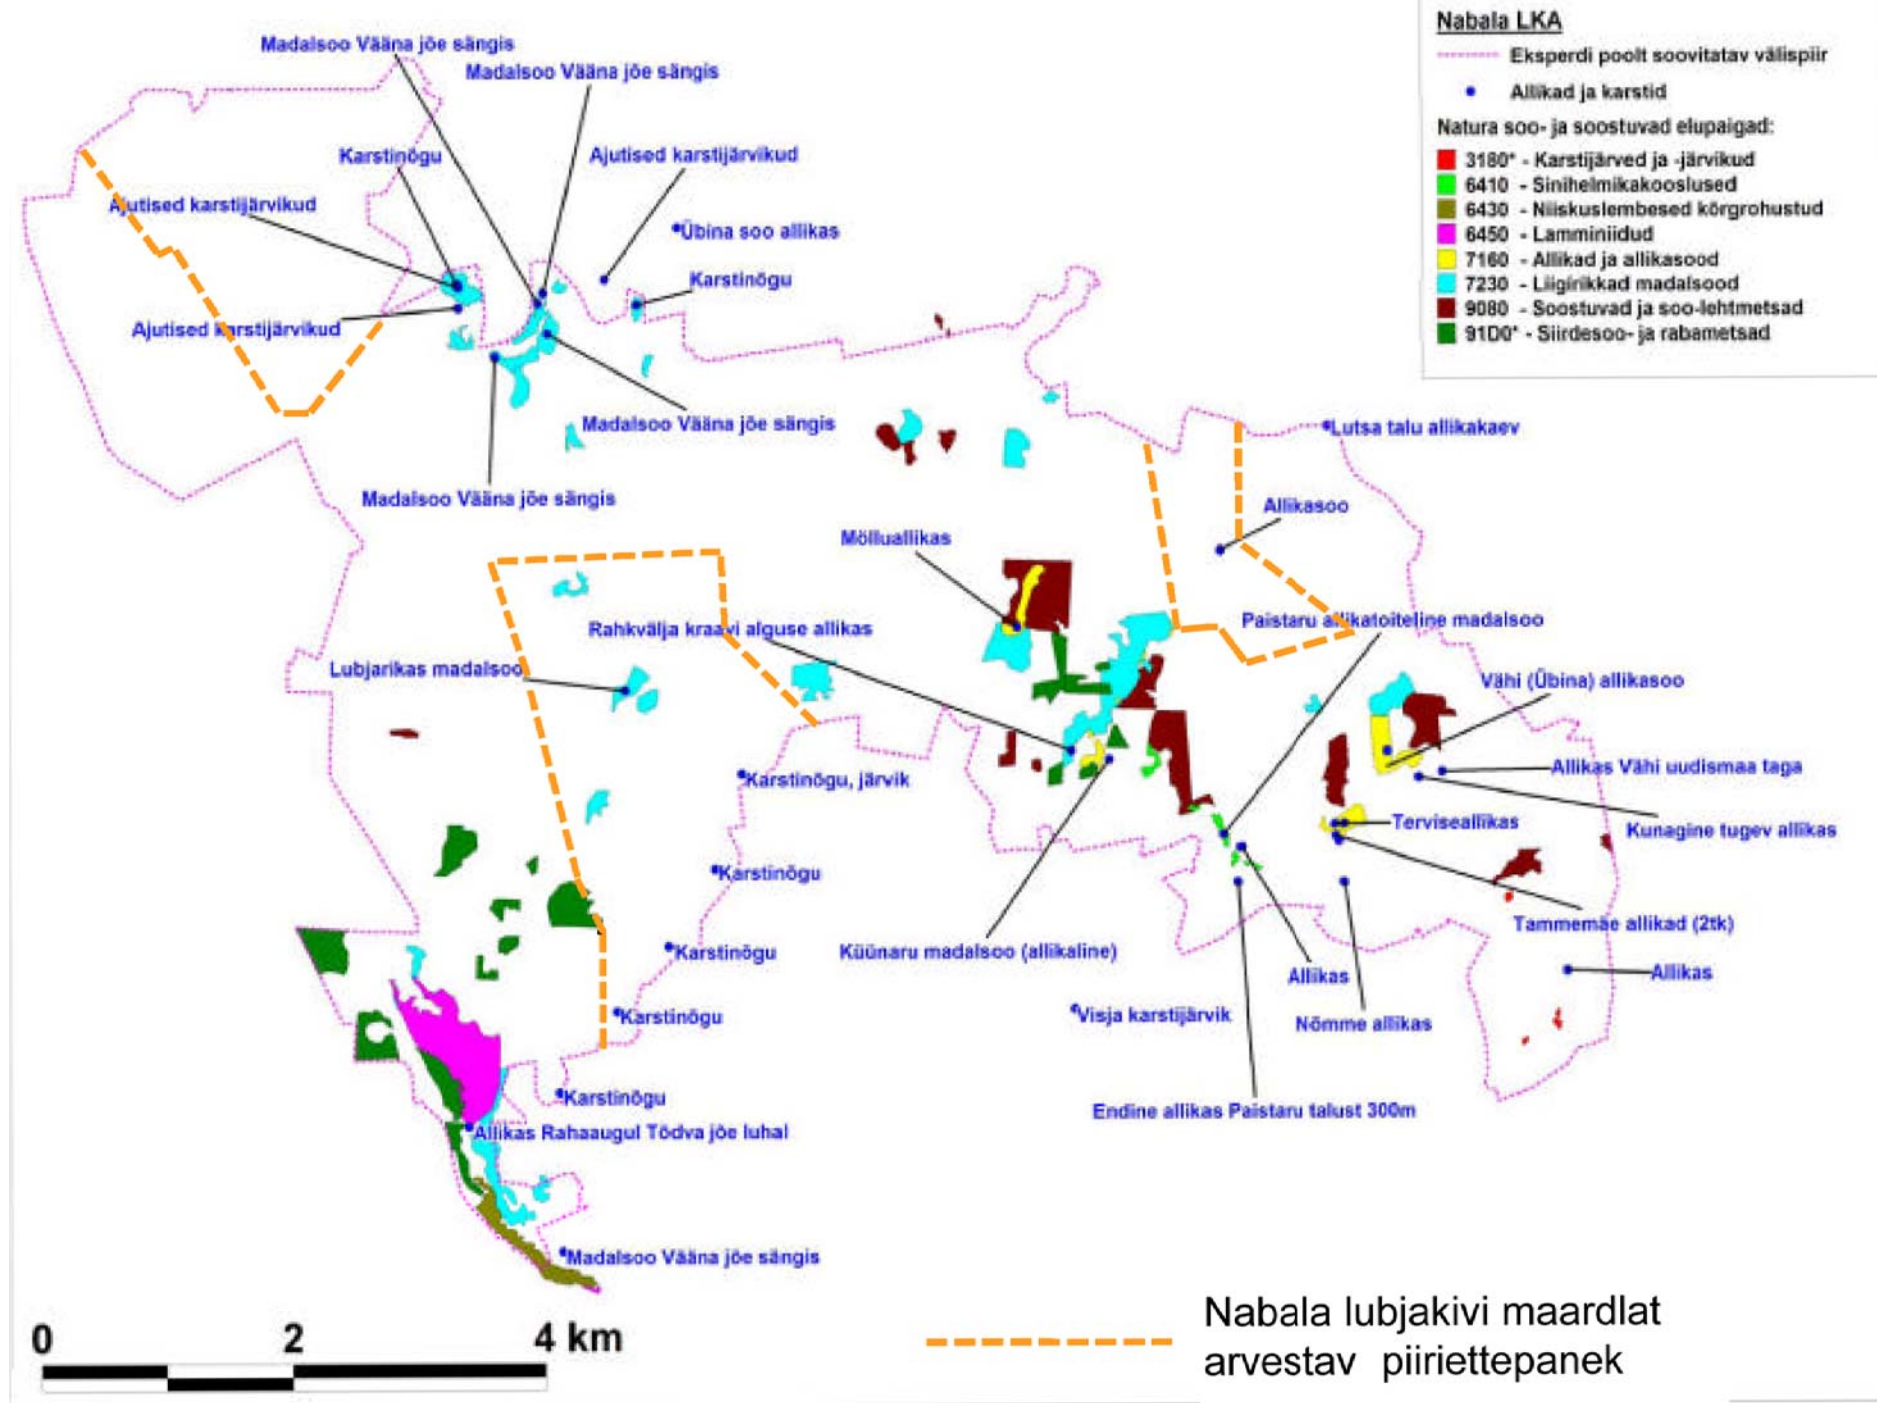 Nabala LKA
Eksperdi poolt soovitatav välispiir
Allikad ja karstid
Natura soo- ja soostuvad elupaigad:
3180* - Karstijärved ja -järvikud
6410 - Sinihelmikakooslused
6430 - Niiskuslembesed kõrgrohustud
6450 - Lamminiidud
7160 - Allikad ja allikasood
7230 - Liigirikkad madalsood
9080 - Soostuvad ja soo-lehtmetsad
91D0* - Siirdesoo- ja rabametsad
Madalsoo Vääna jõe sängis
Madalsoo Vääna jõe sängis
Karstinõgu
Ajutised karstijärvikud
Ajutised karstijärvikud
Übina soo allikas
Karstinõgu
Ajutised karstijärvikud
Madalsoo Vääna jõe sängis
Lutsa talu allikakaev
Madalsoo Vääna jõe sängis
Allikasoo
Mölluallikas
Rahkvälja kraavi alguse allikas
Paistaru allikatoiteline madalsoo
Lubjarikas madalsoo
Vähi (Übina) allikasoo
Allikas Vähi uudismaa taga
Karstinõgu, järvik
Terviseallikas
Kunagine tugev allikas
Karstinõgu
Tammemäe allikad (2tk)
Karstinõgu
Küünaru madalsoo (allikaline)
Allikas
Allikas
Karstinõgu
Visja karstijärvik
Nõmme allikas
Karstinõgu
Endine allikas Paistaru talust 300m
Allikas Rahaaugul Tõdva jõe luhal
Madalsoo Vääna jõe sängis
0 2 4 km
Nabala lubjakivi maardlat
arvestav piiriettepanek